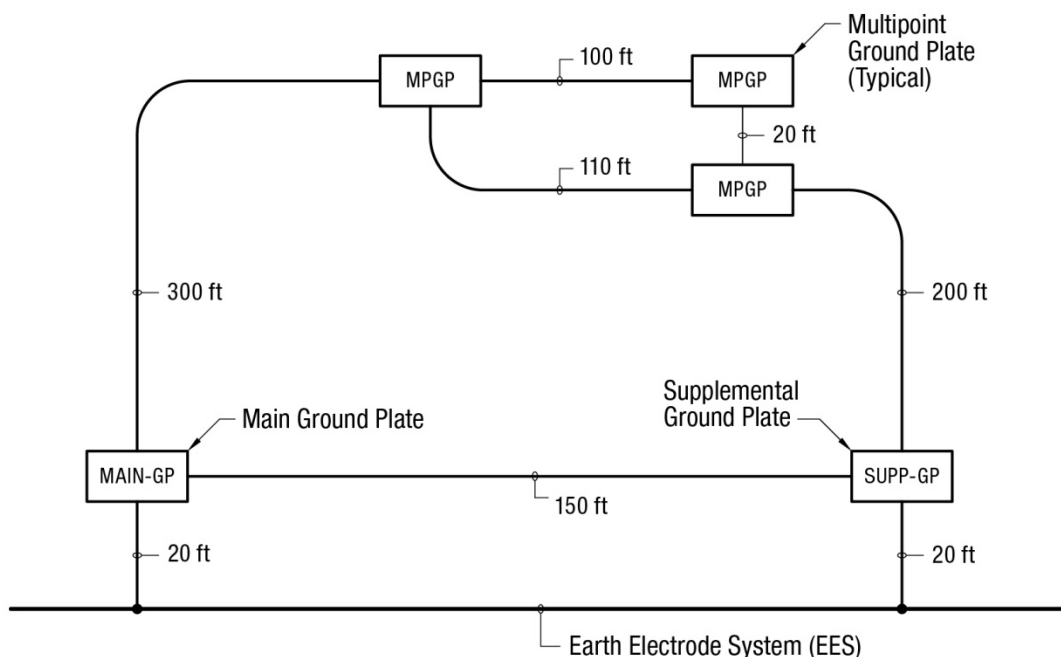 Multipoint
Ground Plate
(Typical)
100 ft
MPGP
MPGP
20 ft
110 ft
MPGP
300 ft
200 ft
Supplemental
Ground Plate
Main Ground Plate
MAIN-GP
SUPP-GP
150 ft
20 ft
20 ft
Earth Electrode System (EES)